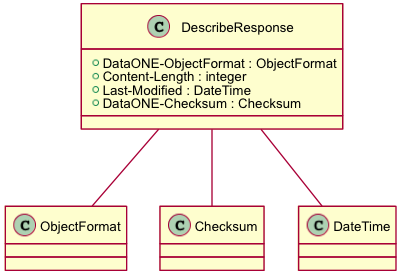 C DescribeResponse
DataONE-ObjectFormat : ObjectFormat
Content-Length : integer
Last-Modified : DateTime
DataONE-Checksum : Checksum
C ObjectFormat
C Checksum
C DateTime